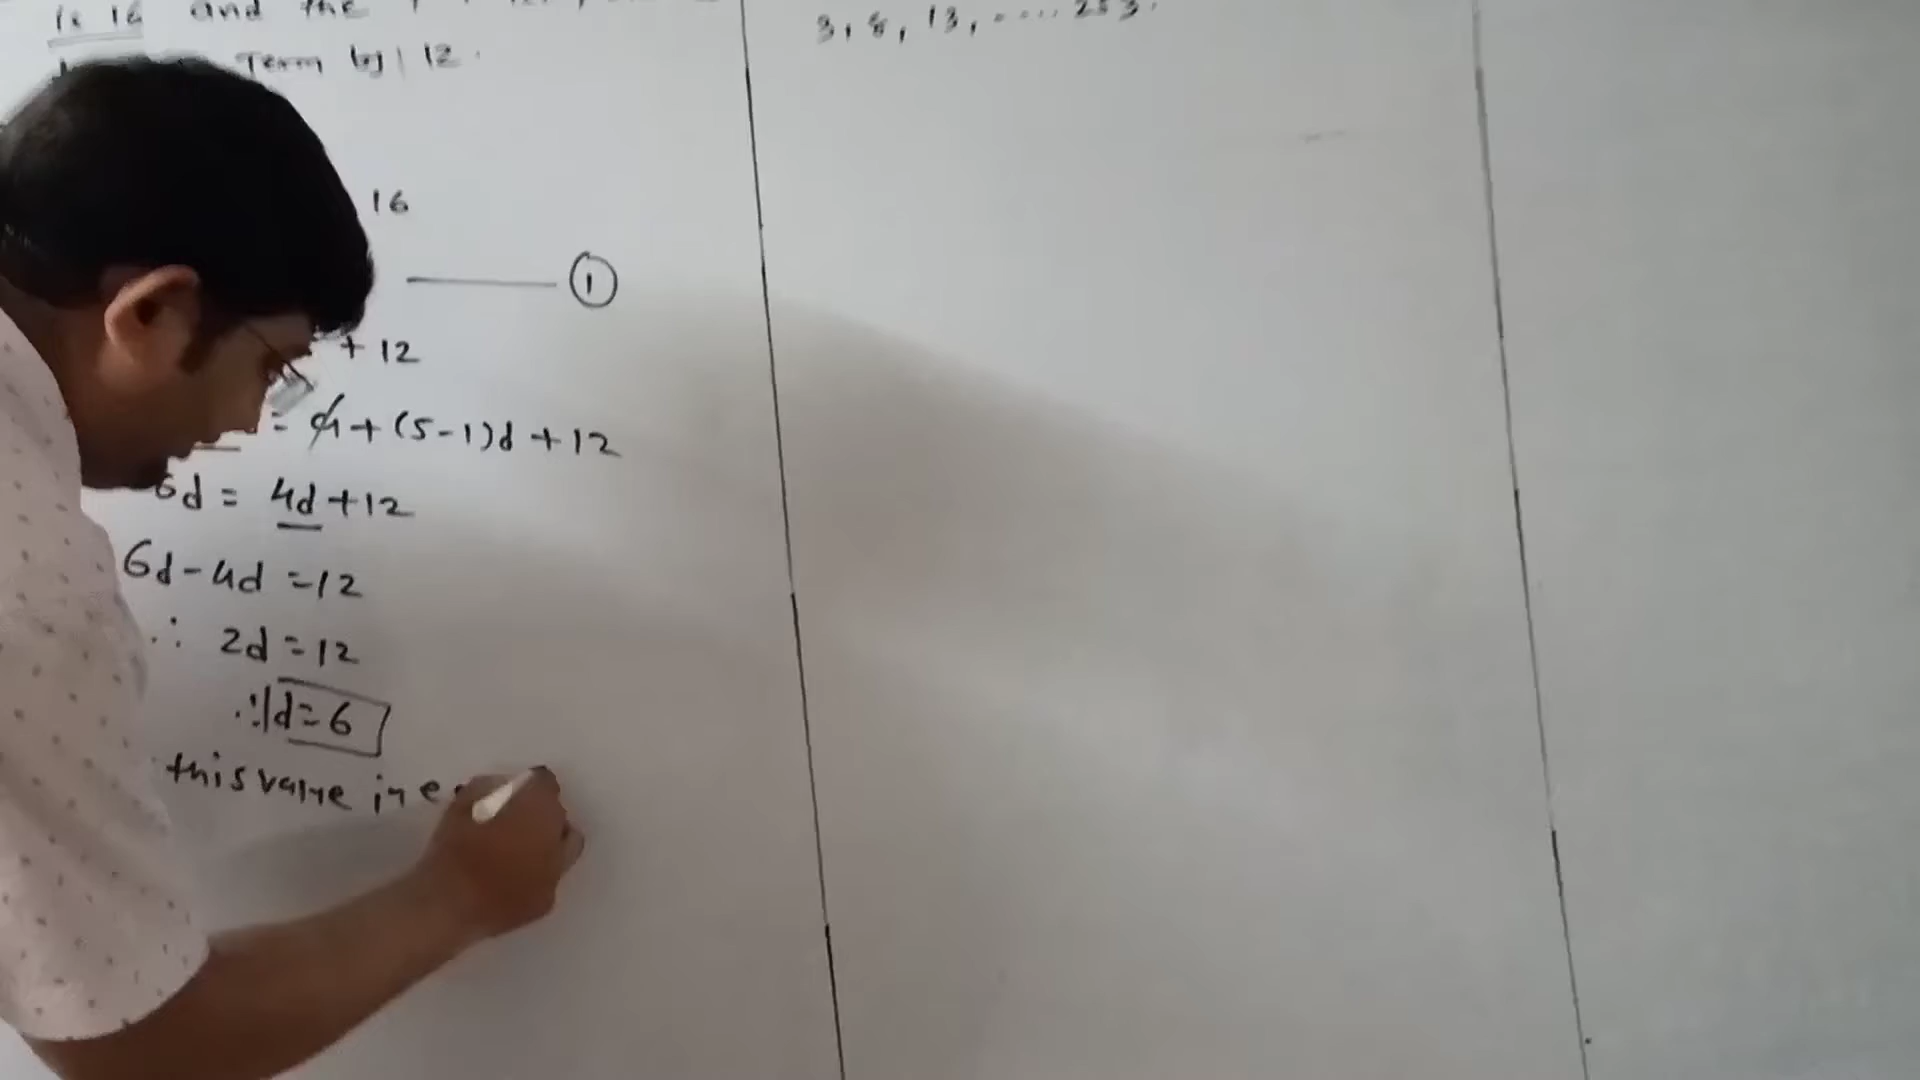 is 16 and the
Term by 12.
16
①
+ 12
= a + (5-1)d + 12
6d = 4d + 12
6d - 4d = 12
∴ 2d = 12
∴ d = 6
this value in e
3, 8, 13, ..... 253.